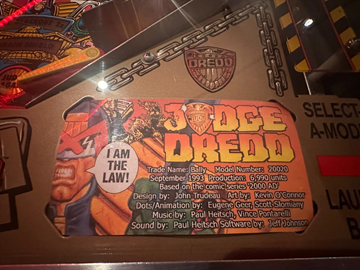 DREDD
JUDGE
DREDD
I AM
THE
LAW!
Trade Name: Bally Model Number: 20020
September 1993 Production: 6,990 units
Based on the comic series '2000 AD'
Design by: John Trudeau Art by: Kevin O'Connor
Dots/Animation by: Eugene Geer, Scott Slomiany
Music by: Paul Heitsch, Vince Pontarelli
Sound by: Paul Heitsch Software by: Jeff Johnson
SELECT
A-MOD
LAU
BA